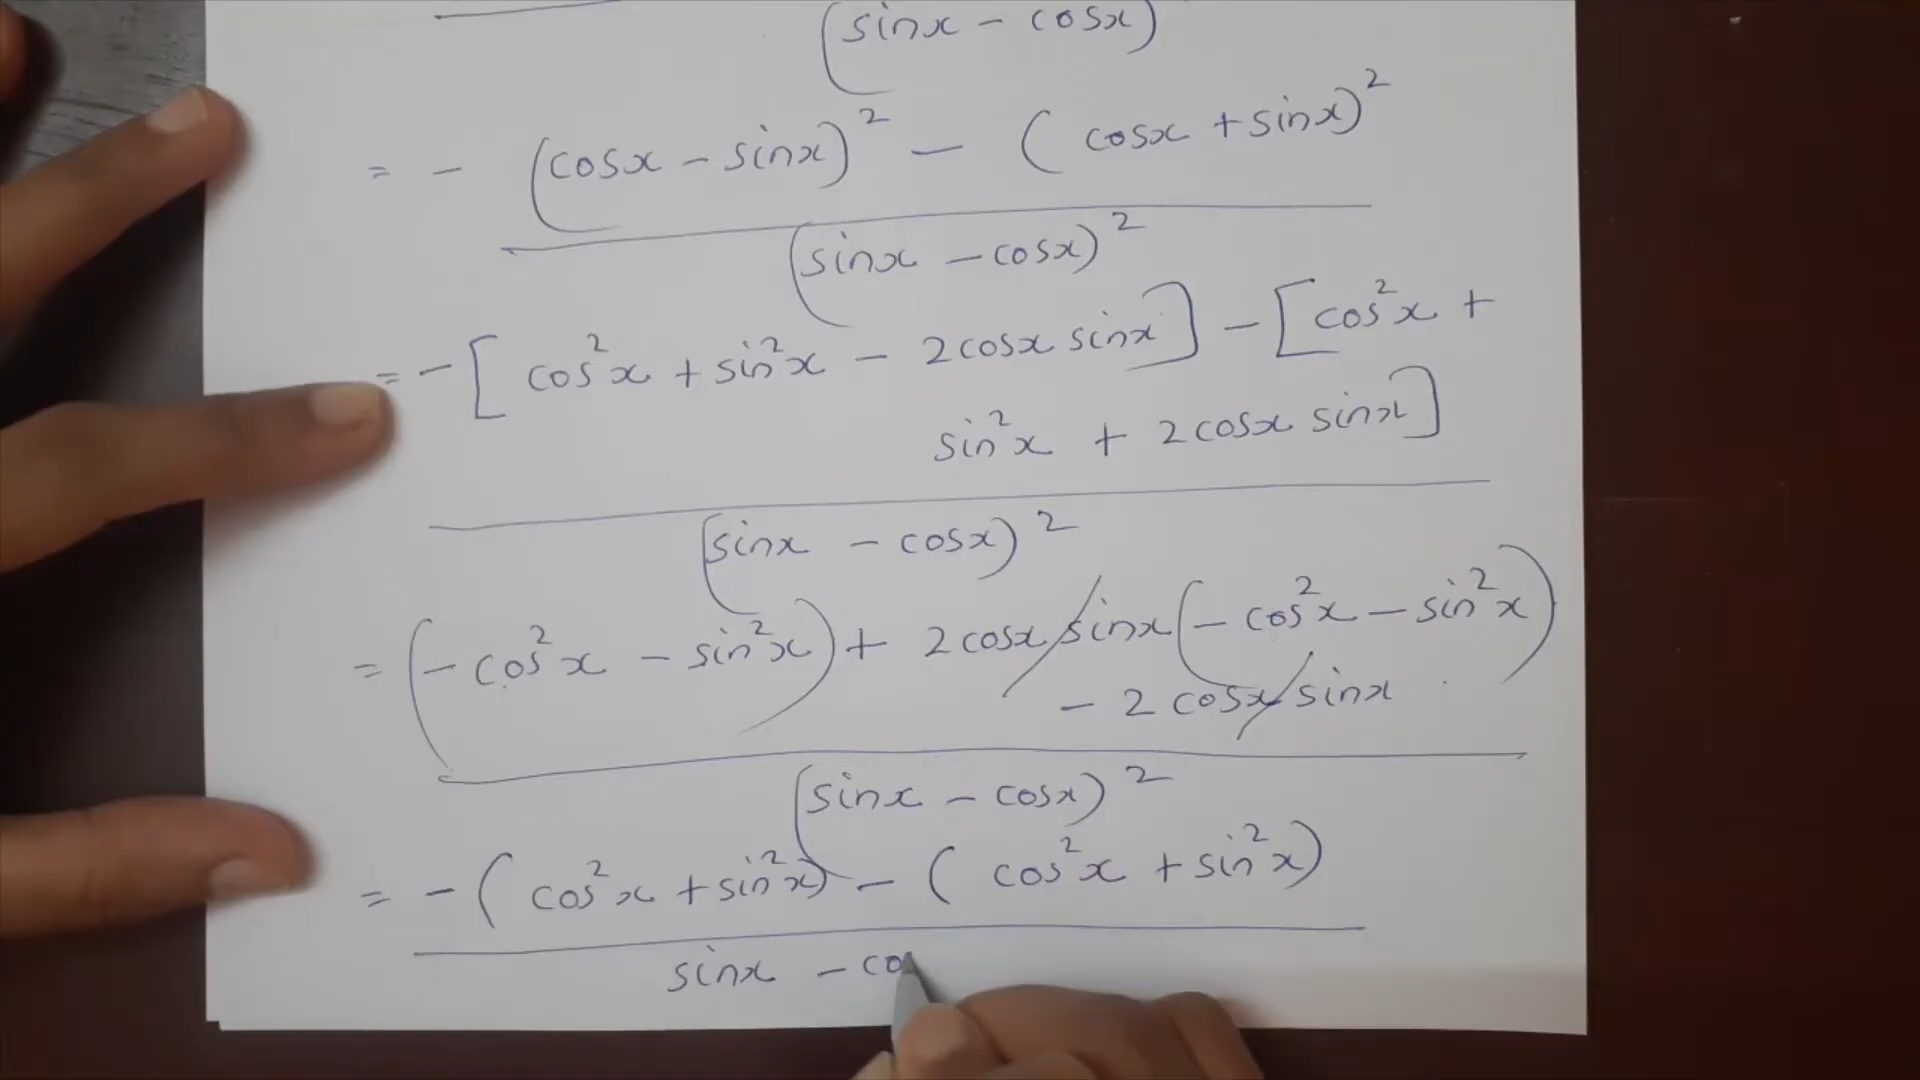 (sinx - cosx)
= - (cosx - sinx)² - (cosx + sinx)²
(sinx - cosx)²
= - [cos²x + sin²x - 2cosx sinx] - [cos²x +
sin²x + 2cosx sinx]
(sinx - cosx)²
= (- cos²x - sin²x) + 2cosx sinx (- cos²x - sin²x)
- 2cosx sinx
(sinx - cosx)²
= - (cos²x + sin²x) - (cos²x + sin²x)
sinx - co